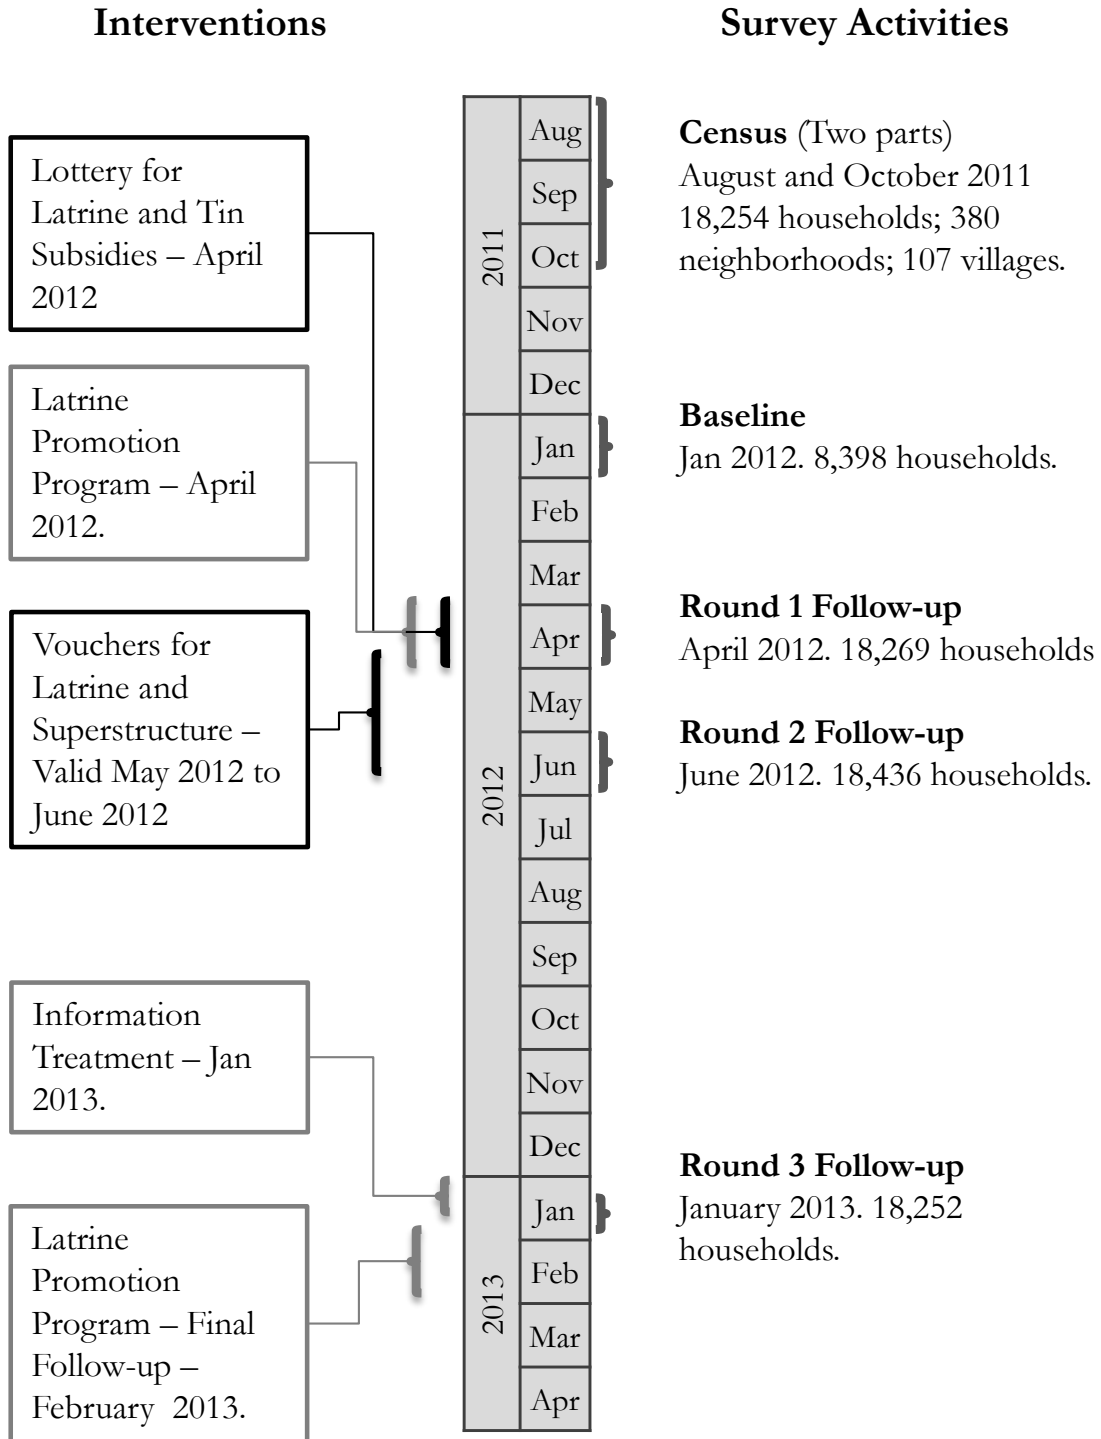 Interventions
Survey Activities
Lottery for
Latrine and Tin
Subsidies – April
2012
Latrine
Promotion
Program – April
2012.
Vouchers for
Latrine and
Superstructure –
Valid May 2012 to
June 2012
Information
Treatment – Jan
2013.
Latrine
Promotion
Program – Final
Follow-up –
February 2013.
2011
Aug
Sep
Oct
Nov
Dec
2012
Jan
Feb
Mar
Apr
May
Jun
Jul
Aug
Sep
Oct
Nov
Dec
2013
Jan
Feb
Mar
Apr
Census (Two parts)
August and October 2011
18,254 households; 380
neighborhoods; 107 villages.
Baseline
Jan 2012. 8,398 households.
Round 1 Follow-up
April 2012. 18,269 households
Round 2 Follow-up
June 2012. 18,436 households.
Round 3 Follow-up
January 2013. 18,252
households.